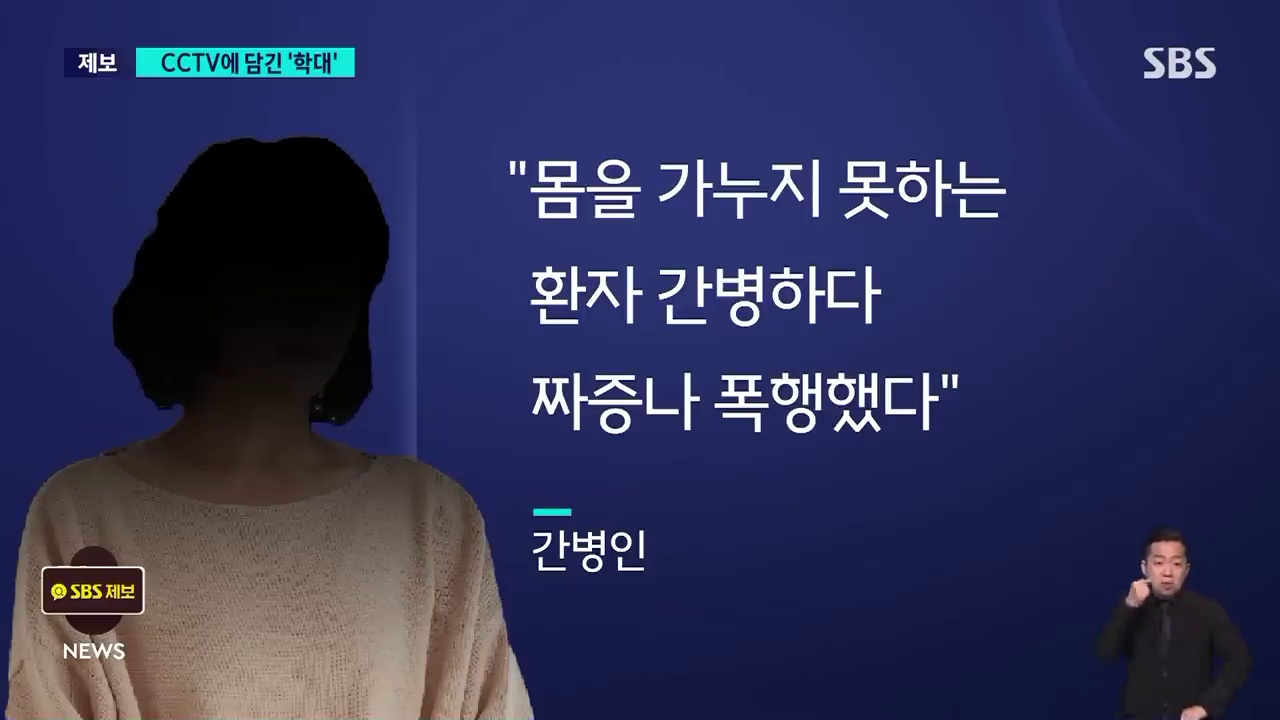 제보 CCTV에 담긴 '학대'
SBS
"몸을 가누지 못하는
환자 간병하다
짜증나 폭행했다"
간병인
SBS 제보
NEWS